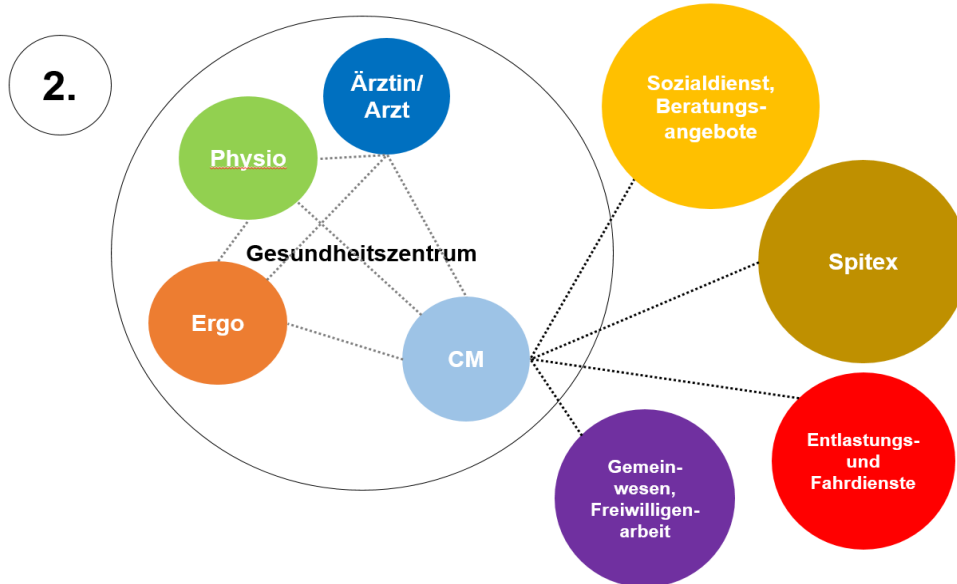 2.
Ärztin/
Arzt
Physio
Gesundheitszentrum
Ergo
CM
Sozialdienst,
Beratungs-
angebote
Spitex
Entlastungs-
und
Fahrdienste
Gemein-
wesen,
Freiwilligen-
arbeit